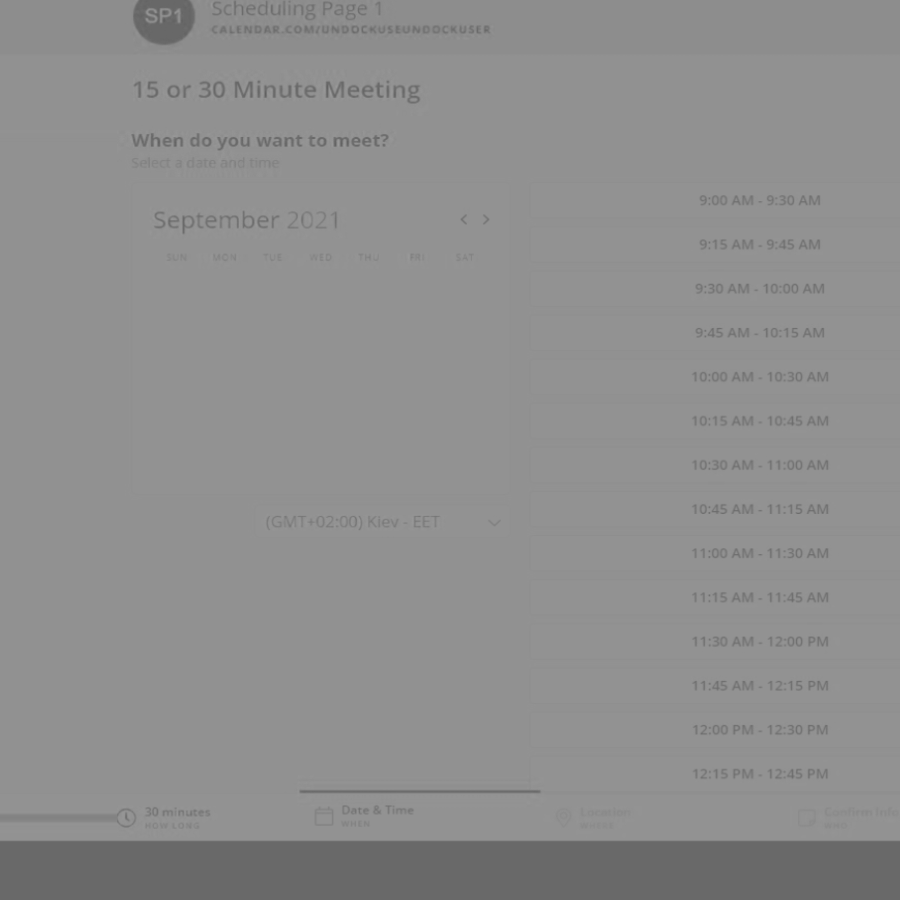 SP1
Scheduling Page 1
CALENDAR.COM/UNDOCKUSEUNDOCKUSER
15 or 30 Minute Meeting
When do you want to meet?
Select a date and time
September 2021
SUN MON TUE WED THU FRI SAT
(GMT+02:00) Kiev - EET
9:00 AM - 9:30 AM
9:15 AM - 9:45 AM
9:30 AM - 10:00 AM
9:45 AM - 10:15 AM
10:00 AM - 10:30 AM
10:15 AM - 10:45 AM
10:30 AM - 11:00 AM
10:45 AM - 11:15 AM
11:00 AM - 11:30 AM
11:15 AM - 11:45 AM
11:30 AM - 12:00 PM
11:45 AM - 12:15 PM
12:00 PM - 12:30 PM
12:15 PM - 12:45 PM
30 minutes
HOW LONG
Date & Time
WHEN
Location
WHERE
Confirm